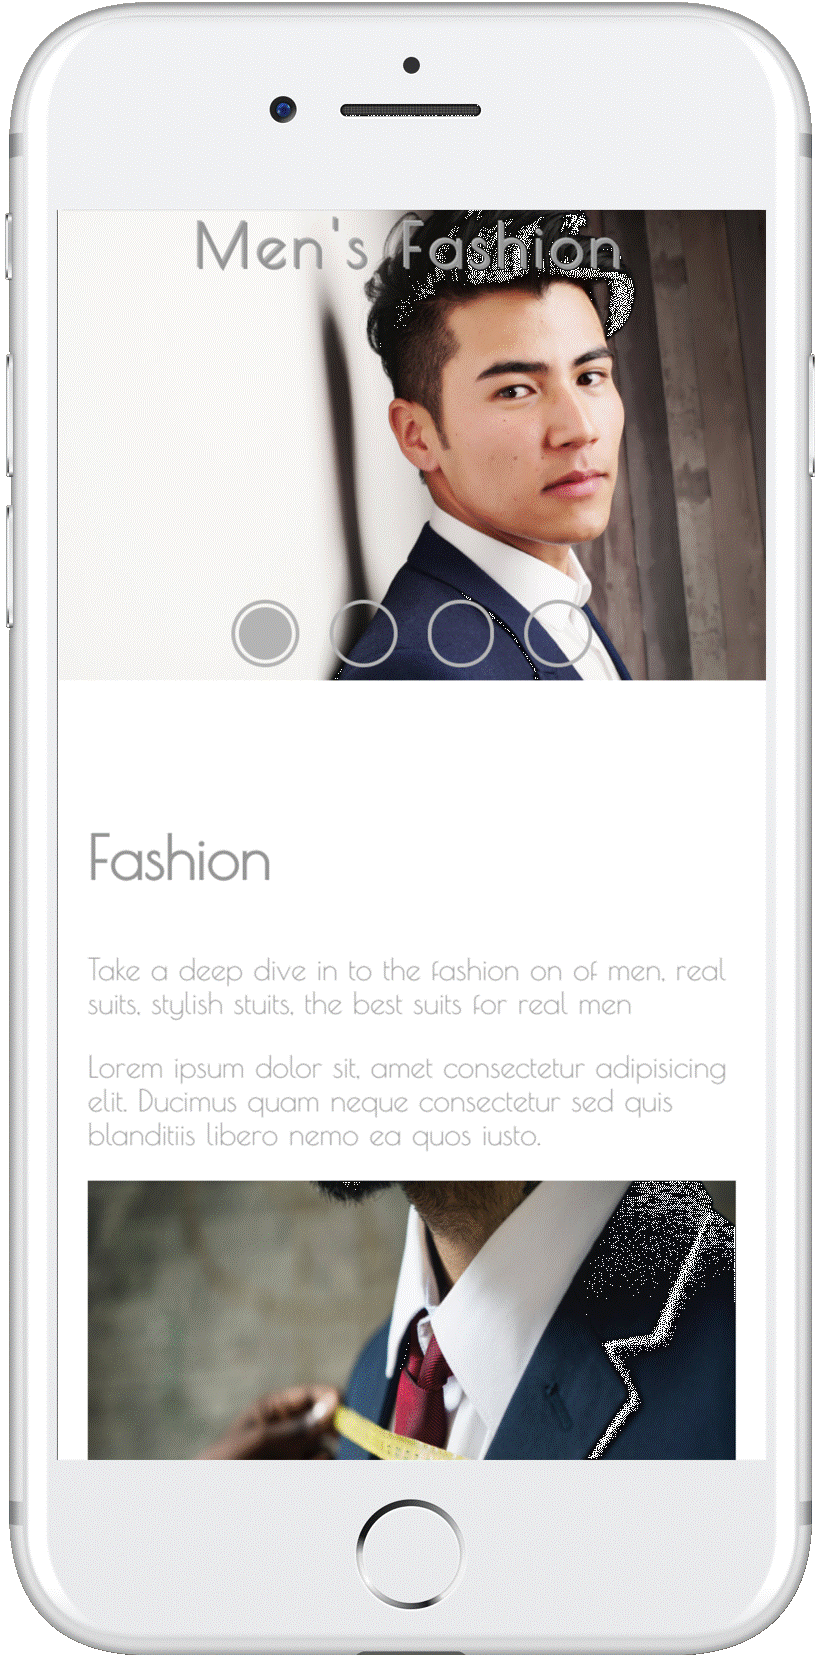 Men's Fashion
Fashion
Take a deep dive in to the fashion on of men, real
suits, stylish stuits, the best suits for real men
Lorem ipsum dolor sit, amet consectetur adipisicing
elit. Ducimus quam neque consectetur sed quis
blanditiis libero nemo ea quos iusto.